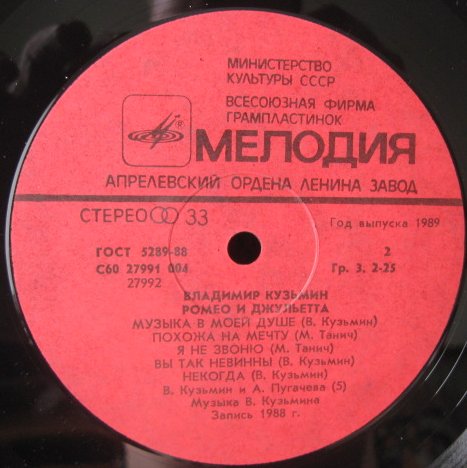 МИНИСТЕРСТВО
КУЛЬТУРЫ СССР
ВСЕСОЮЗНАЯ ФИРМА
ГРАМПЛАСТИНОК
МЕЛОДИЯ
АПРЕЛЕВСКИЙ ОРДЕНА ЛЕНИНА ЗАВОД
СТЕРЕО 33
Год выпуска 1989
ГОСТ 5289-88
2
С60 27991 004
Гр. 3. 2-25
27992
ВЛАДИМИР КУЗЬМИН
РОМЕО И ДЖУЛЬЕТТА
МУЗЫКА В МОЕЙ ДУШЕ (В. Кузьмин)
ПОХОЖА НА МЕЧТУ (М. Танич)
Я НЕ ЗВОНЮ (М. Танич)
ВЫ ТАК НЕВИННЫ (В. Кузьмин)
НЕКОГДА (В. Кузьмин)
В. Кузьмин и А. Пугачева (5)
Музыка В. Кузьмина
Запись 1988 г.